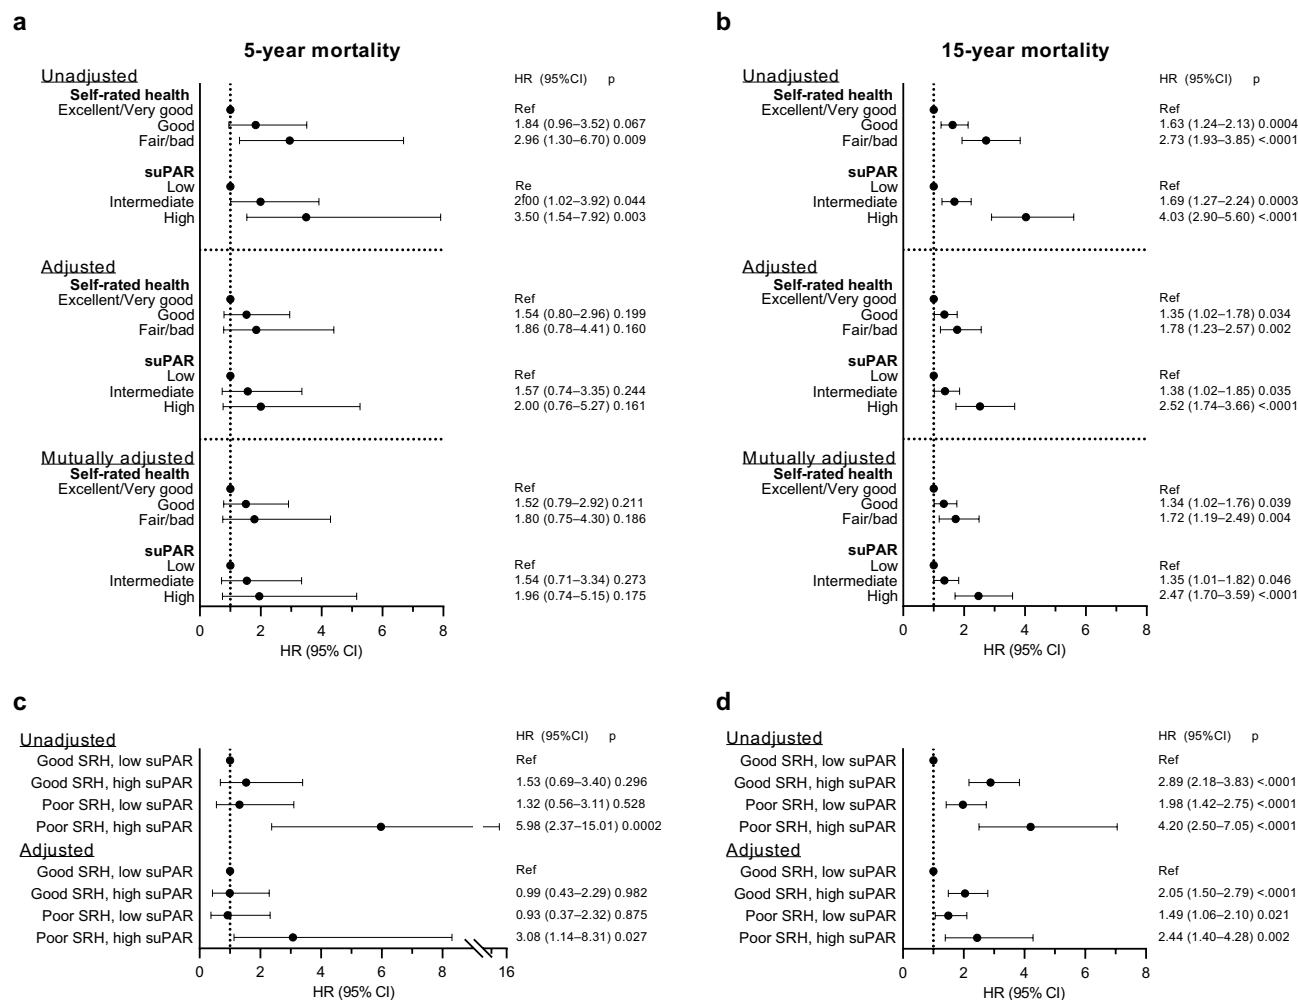 a
5-year mortality
Unadjusted
HR (95%CI) p
Self-rated health
Excellent/Very good Ref
Good 1.84 (0.96–3.52) 0.067
Fair/bad 2.96 (1.30–6.70) 0.009
suPAR
Low Ref
Intermediate 2.00 (1.02–3.92) 0.044
High 3.50 (1.54–7.92) 0.003
Adjusted
Self-rated health
Excellent/Very good Ref
Good 1.54 (0.80–2.96) 0.199
Fair/bad 1.86 (0.78–4.41) 0.160
suPAR
Low Ref
Intermediate 1.57 (0.74–3.35) 0.244
High 2.00 (0.76–5.27) 0.161
Mutually adjusted
Self-rated health
Excellent/Very good Ref
Good 1.52 (0.79–2.92) 0.211
Fair/bad 1.80 (0.75–4.30) 0.186
suPAR
Low Ref
Intermediate 1.54 (0.71–3.34) 0.273
High 1.96 (0.74–5.15) 0.175
0 2 4 6 8
HR (95% CI)
b
15-year mortality
Unadjusted
HR (95%CI) p
Self-rated health
Excellent/Very good Ref
Good 1.63 (1.24–2.13) 0.0004
Fair/bad 2.73 (1.93–3.85) <.0001
suPAR
Low Ref
Intermediate 1.69 (1.27–2.24) 0.0003
High 4.03 (2.90–5.60) <.0001
Adjusted
Self-rated health
Excellent/Very good Ref
Good 1.35 (1.02–1.78) 0.034
Fair/bad 1.78 (1.23–2.57) 0.002
suPAR
Low Ref
Intermediate 1.38 (1.02–1.85) 0.035
High 2.52 (1.74–3.66) <.0001
Mutually adjusted
Self-rated health
Excellent/Very good Ref
Good 1.34 (1.02–1.76) 0.039
Fair/bad 1.72 (1.19–2.49) 0.004
suPAR
Low Ref
Intermediate 1.35 (1.01–1.82) 0.046
High 2.47 (1.70–3.59) <.0001
0 2 4 6 8
HR (95% CI)
c
Unadjusted
HR (95%CI) p
Good SRH, low suPAR Ref
Good SRH, high suPAR 1.53 (0.69–3.40) 0.296
Poor SRH, low suPAR 1.32 (0.56–3.11) 0.528
Poor SRH, high suPAR 5.98 (2.37–15.01) 0.0002
Adjusted
Good SRH, low suPAR Ref
Good SRH, high suPAR 0.99 (0.43–2.29) 0.982
Poor SRH, low suPAR 0.93 (0.37–2.32) 0.875
Poor SRH, high suPAR 3.08 (1.14–8.31) 0.027
0 2 4 6 8 16
HR (95% CI)
d
Unadjusted
HR (95%CI) p
Good SRH, low suPAR Ref
Good SRH, high suPAR 2.89 (2.18–3.83) <.0001
Poor SRH, low suPAR 1.98 (1.42–2.75) <.0001
Poor SRH, high suPAR 4.20 (2.50–7.05) <.0001
Adjusted
Good SRH, low suPAR Ref
Good SRH, high suPAR 2.05 (1.50–2.79) <.0001
Poor SRH, low suPAR 1.49 (1.06–2.10) 0.021
Poor SRH, high suPAR 2.44 (1.40–4.28) 0.002
0 2 4 6 8
HR (95% CI)